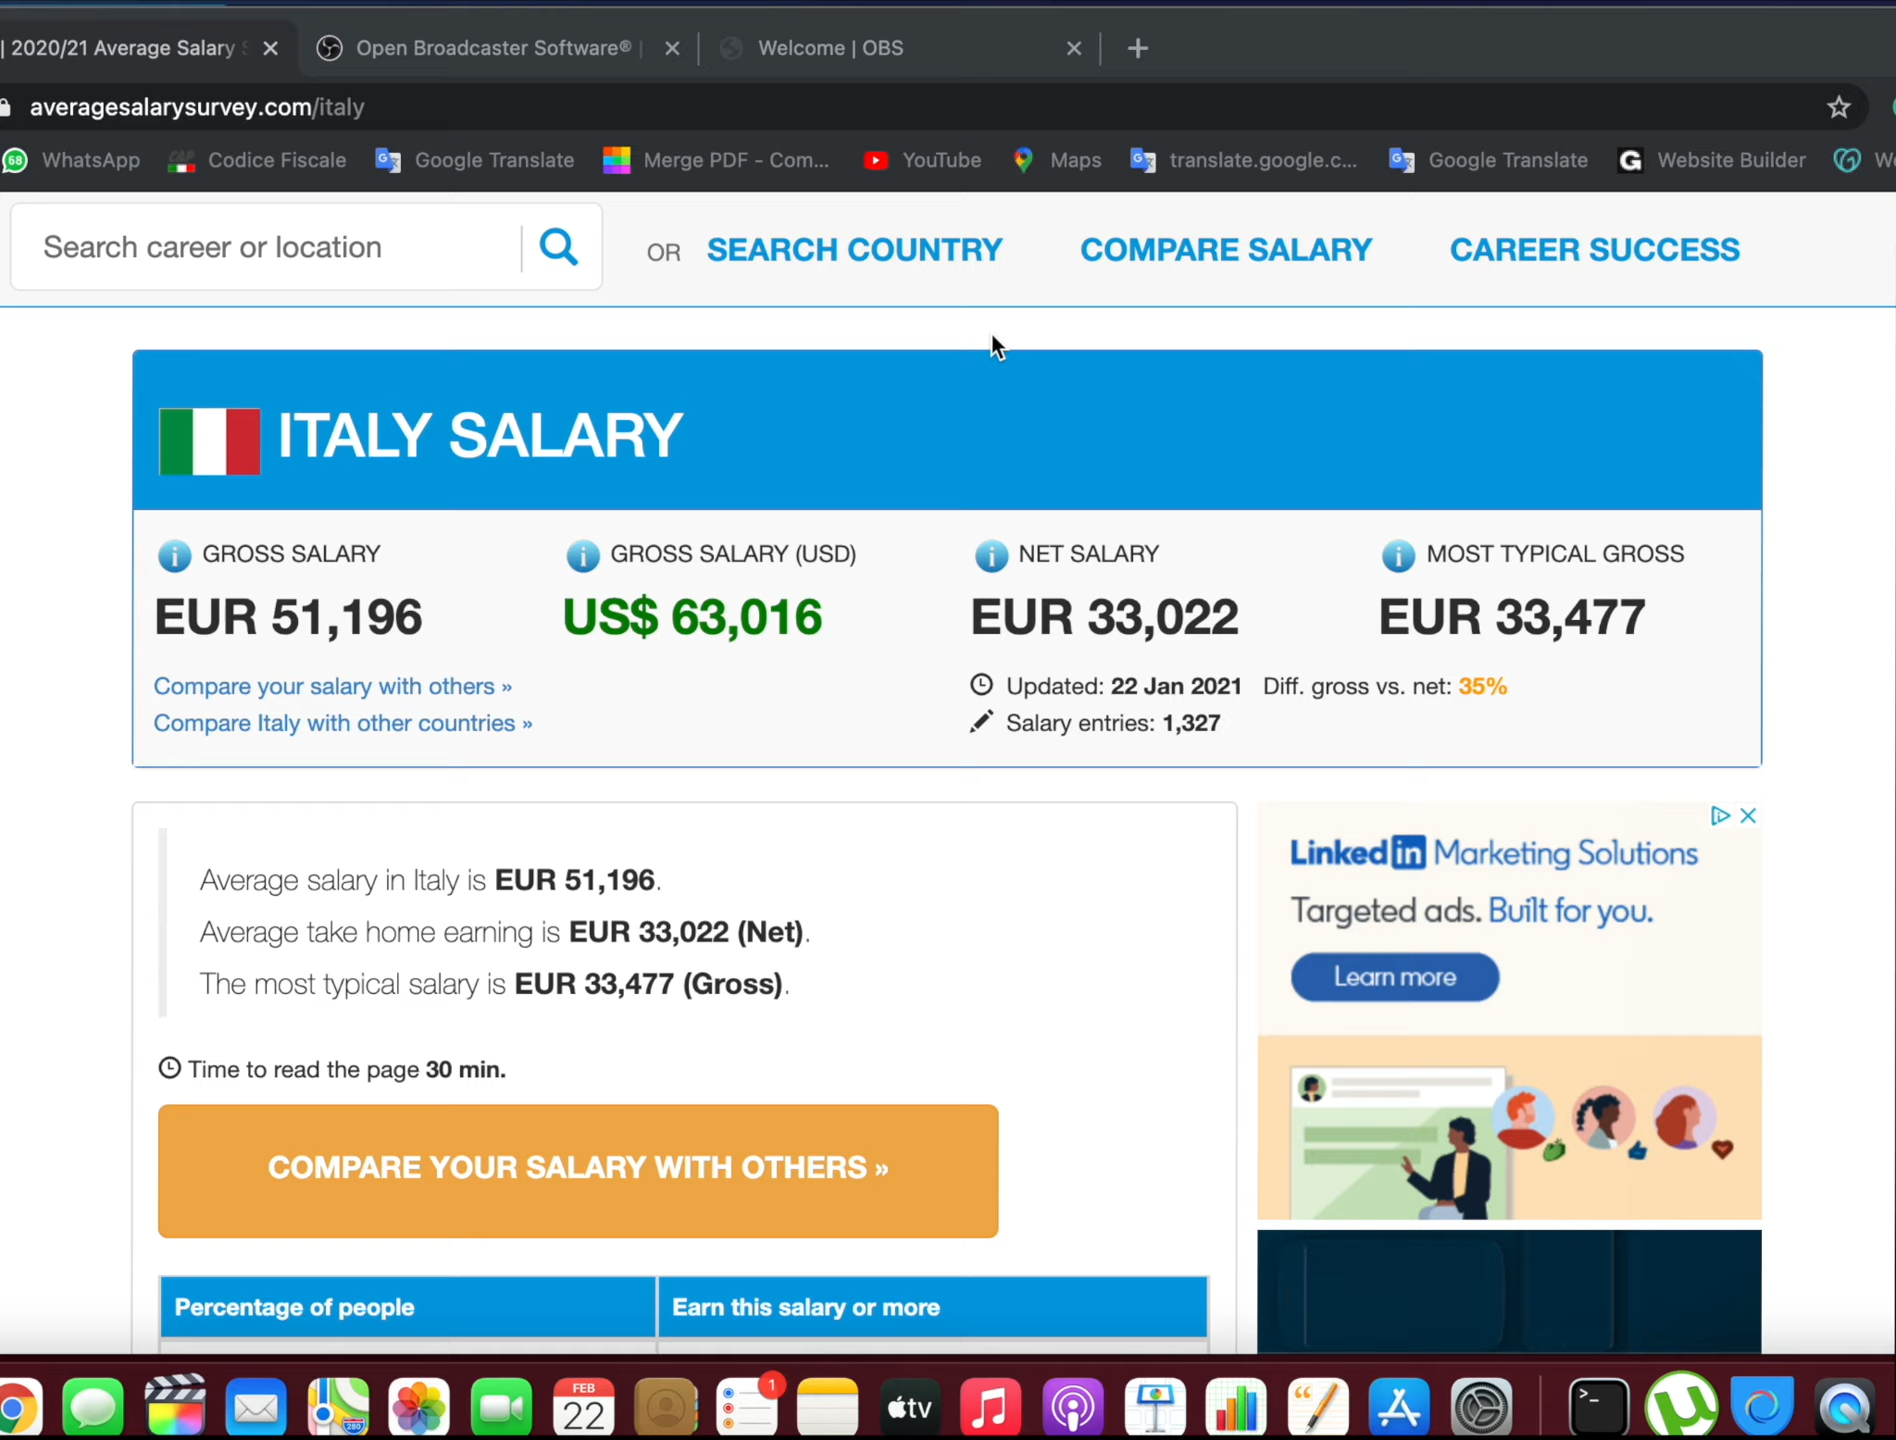 | 2020/21 Average Salary
Open Broadcaster Software® |
Welcome | OBS
averagesalarysurvey.com/italy
68 WhatsApp
Codice Fiscale
Google Translate
Merge PDF - Com...
YouTube
Maps
translate.google.c...
Google Translate
Website Builder
Search career or location
OR
SEARCH COUNTRY
COMPARE SALARY
CAREER SUCCESS
ITALY SALARY
GROSS SALARY
GROSS SALARY (USD)
NET SALARY
MOST TYPICAL GROSS
EUR 51,196
US$ 63,016
EUR 33,022
EUR 33,477
Compare your salary with others »
Updated: 22 Jan 2021 Diff. gross vs. net: 35%
Compare Italy with other countries »
Salary entries: 1,327
Average salary in Italy is EUR 51,196.
Average take home earning is EUR 33,022 (Net).
The most typical salary is EUR 33,477 (Gross).
Time to read the page 30 min.
COMPARE YOUR SALARY WITH OTHERS »
Percentage of people
Earn this salary or more
Linked in Marketing Solutions
Targeted ads. Built for you.
Learn more
FEB
22
1
280
tv